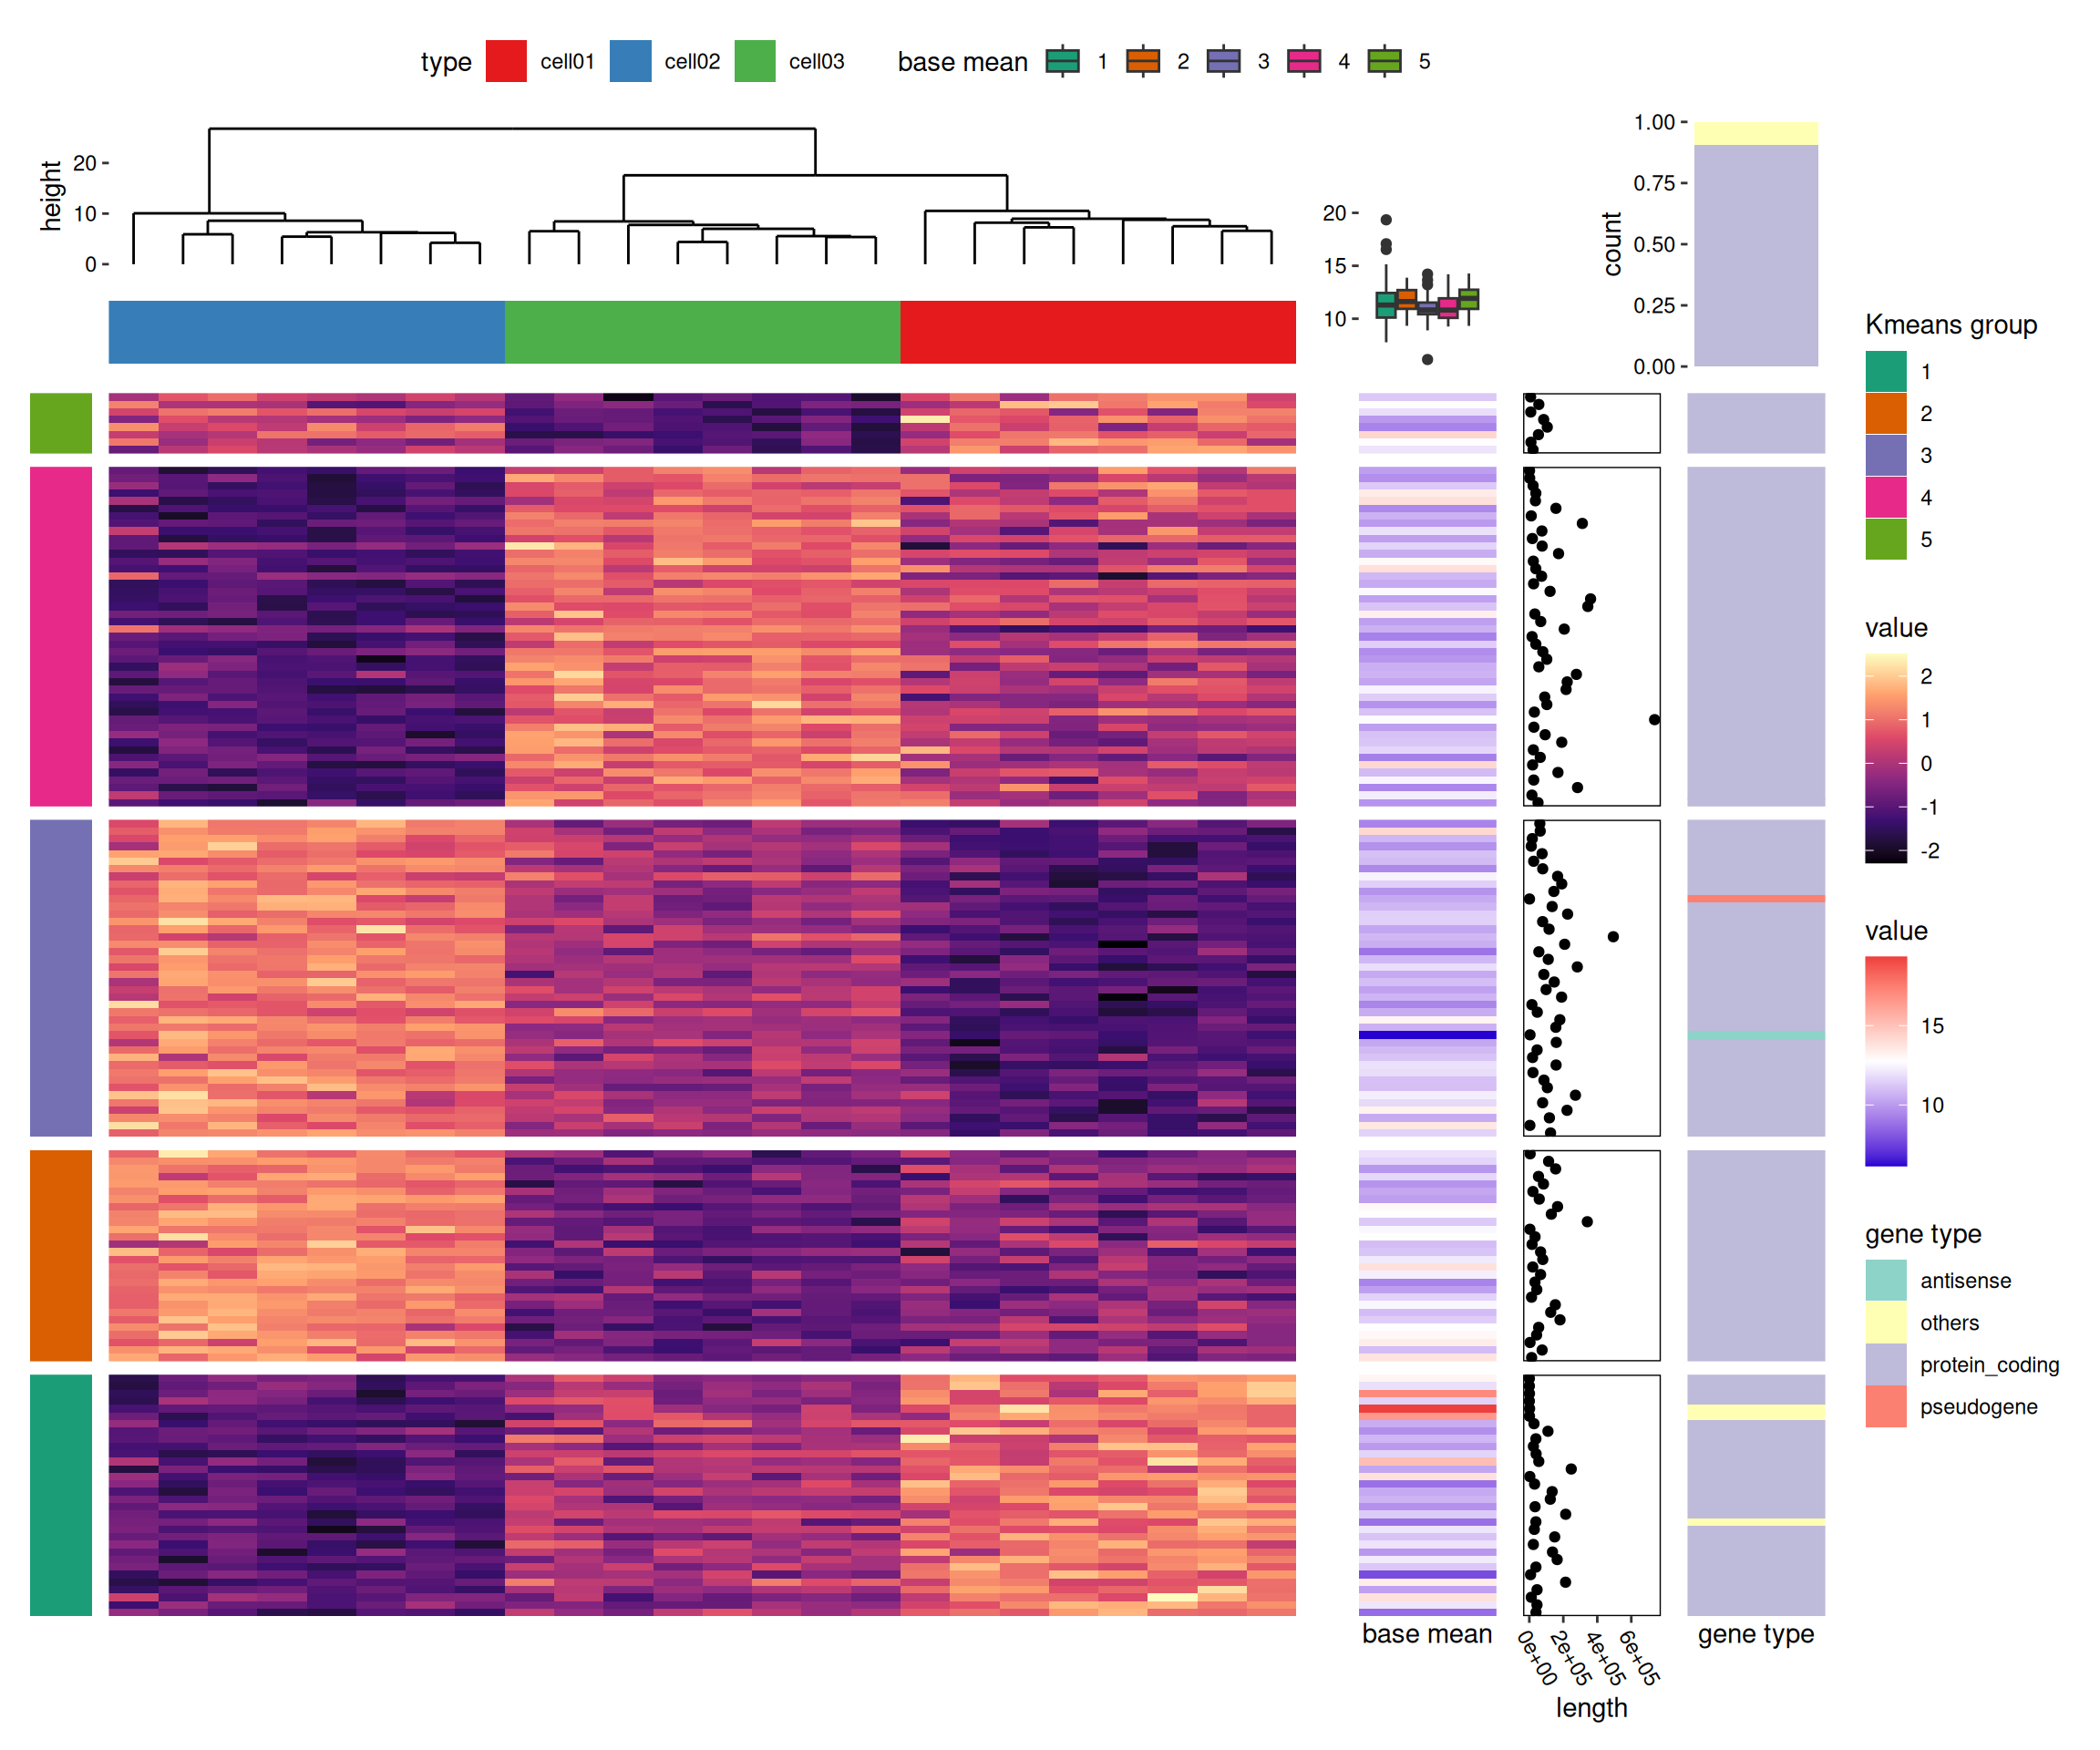 type cell01 cell02 cell03 base mean 1 2 3 4 5
height
20
10
0
20
15
10
count
1.00
0.75
0.50
0.25
0.00
Kmeans group
1
2
3
4
5
value
2
1
0
-1
-2
value
15
10
gene type
antisense
others
protein_coding
pseudogene
base mean
0e+00 2e+05 4e+05 6e+05
length
gene type